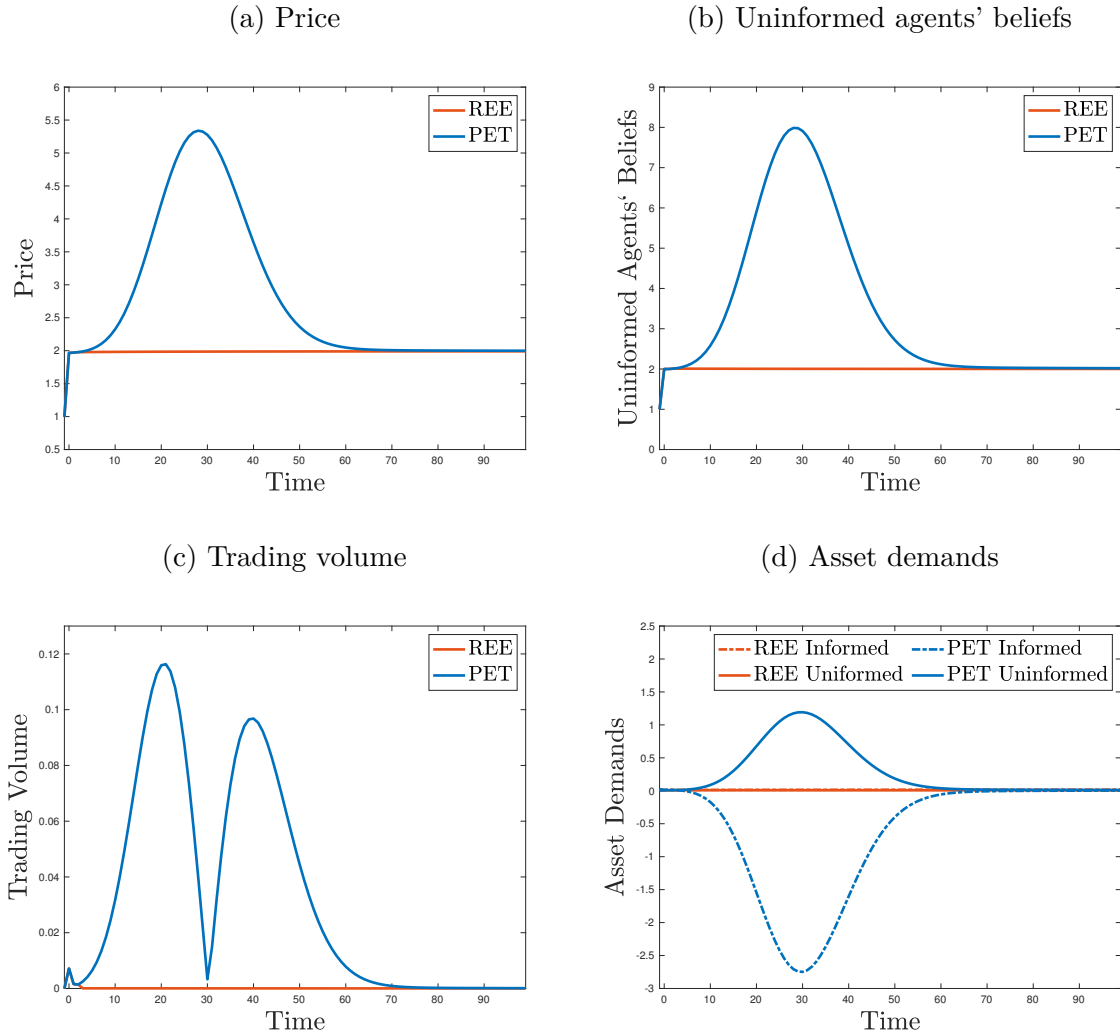 (a) Price
(b) Uninformed agents’ beliefs
6
5.5
5
4.5
4
3.5
3
2.5
2
1.5
1
0.5
Price
REE
PET
0 10 20 30 40 50 60 70 80 90
Time
9
8
7
6
5
4
3
2
1
0
Uninformed Agents‘ Beliefs
REE
PET
0 10 20 30 40 50 60 70 80 90
Time
(c) Trading volume
(d) Asset demands
0.12
0.1
0.08
0.06
0.04
0.02
0
Trading Volume
REE
PET
0 10 20 30 40 50 60 70 80 90
Time
2.5
2
1.5
1
0.5
0
-0.5
-1
-1.5
-2
-2.5
-3
Asset Demands
REE Informed PET Informed
REE Uniformed PET Uninformed
0 10 20 30 40 50 60 70 80 90
Time